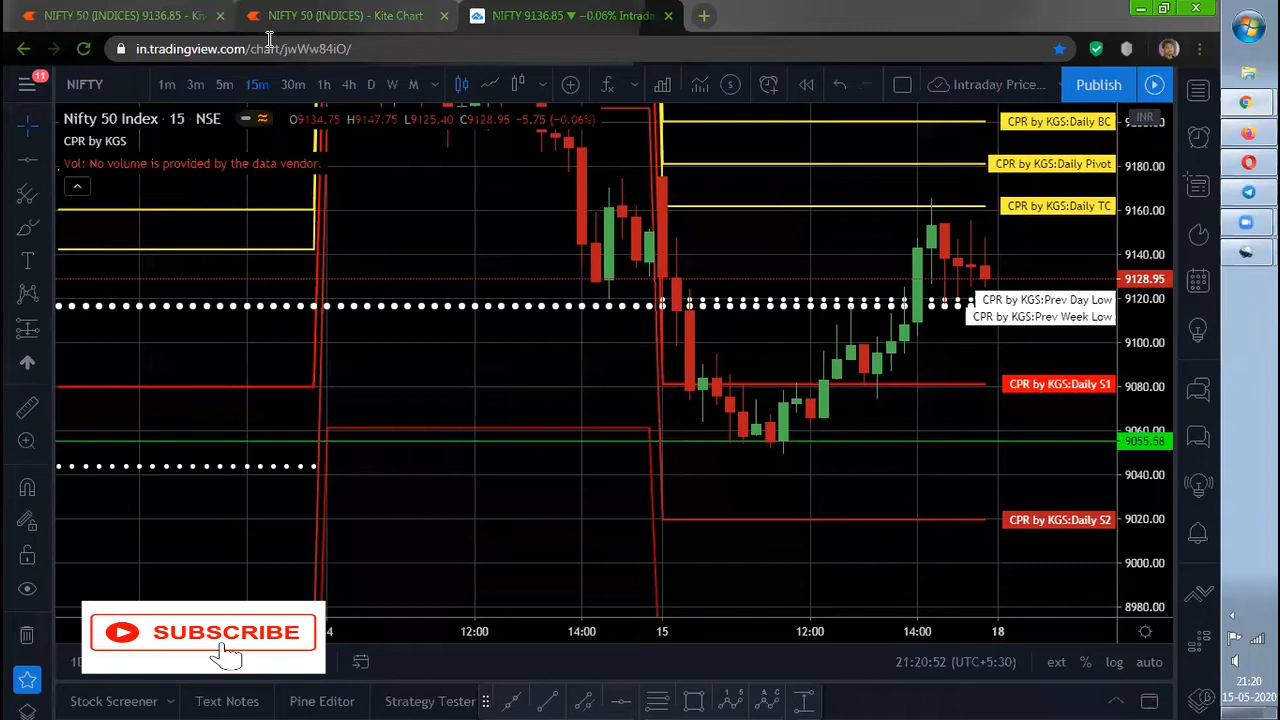 NIFTY 50 (INDICES) 9136.85 - K
NIFTY 50 (INDICES) - Kite Chart
NIFTY 9136.85 ▼ −0.06% Intrada
in.tradingview.com/chart/jwWw84iO/
11
NIFTY
1m 3m 5m 15m 30m 1h 4h D W M
Intraday Price...
Publish
Nifty 50 Index · 15 · NSE
O9134.75 H9147.75 L9125.40 C9128.95 −5.75 (−0.06%)
INR
CPR by KGS
Vol: No volume is provided by the data vendor.
CPR by KGS:Daily BC
CPR by KGS:Daily Pivot
9180.00
CPR by KGS:Daily TC
9160.00
9140.00
9128.95
CPR by KGS:Prev Day Low
9120.00
CPR by KGS:Prev Week Low
9100.00
CPR by KGS:Daily S1
9080.00
9060.00
9055.58
9040.00
CPR by KGS:Daily S2
9020.00
9000.00
8980.00
SUBSCRIBE
4 12:00 14:00 15 12:00 14:00 18
21:20:52 (UTC+5:30)
ext % log auto
Stock Screener
Text Notes
Pine Editor
Strategy Tester
21:20
15-05-2020